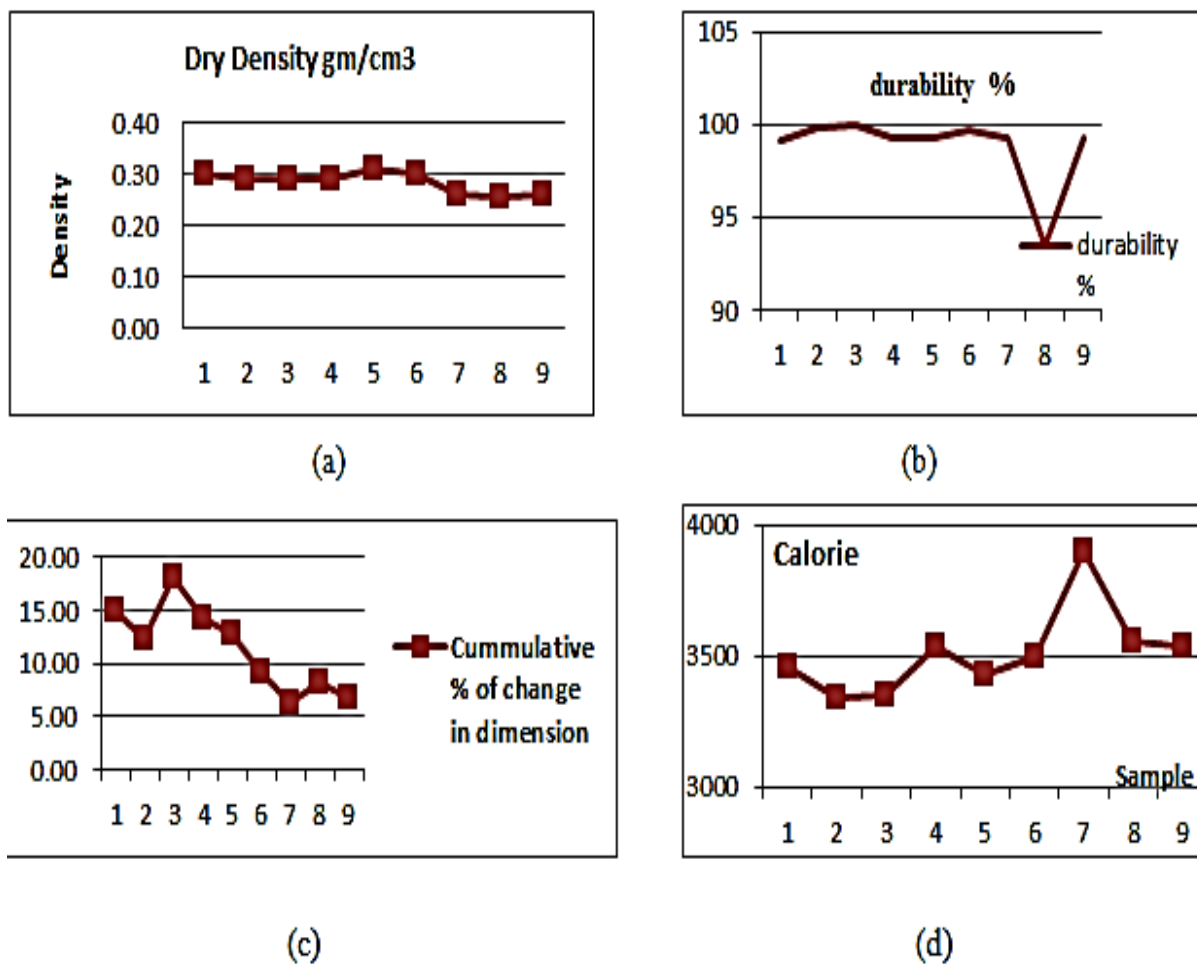 Dry Density gm/cm3
0.40
0.30
0.20
0.10
0.00
Density
1 2 3 4 5 6 7 8 9
(a)
105
100
95
90
durability %
durability
%
1 2 3 4 5 6 7 8 9
(b)
20.00
15.00
10.00
5.00
0.00
Cummulative
% of change
in dimension
1 2 3 4 5 6 7 8 9
(c)
4000
3500
3000
Calorie
Sample
1 2 3 4 5 6 7 8 9
(d)